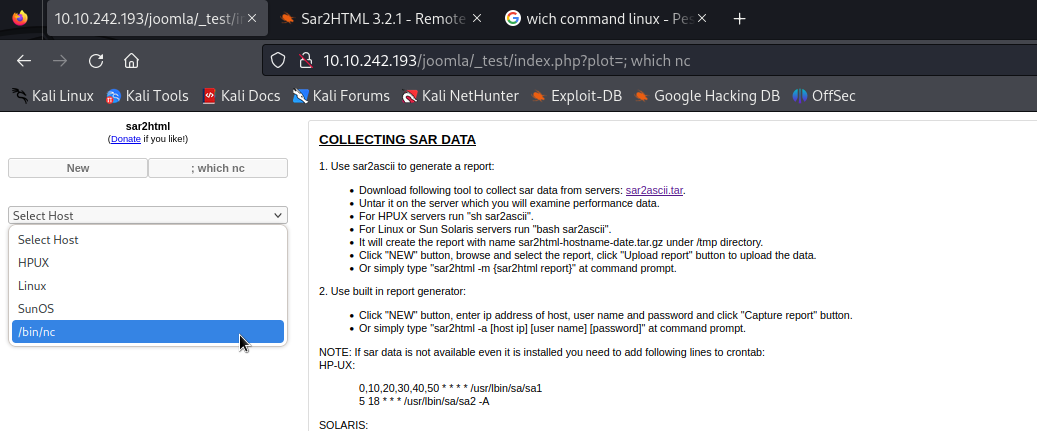 10.10.242.193/joomla/_test/i
Sar2HTML 3.2.1 - Remote
wich command linux - Pes
10.10.242.193/joomla/_test/index.php?plot=; which nc
Kali Linux
Kali Tools
Kali Docs
Kali Forums
Kali NetHunter
Exploit-DB
Google Hacking DB
OffSec
sar2html
(Donate if you like!)
New
; which nc
Select Host
Select Host
HPUX
Linux
SunOS
/bin/nc
COLLECTING SAR DATA
1. Use sar2ascii to generate a report:
• Download following tool to collect sar data from servers: sar2ascii.tar.
• Untar it on the server which you will examine performance data.
• For HPUX servers run "sh sar2ascii".
• For Linux or Sun Solaris servers run "bash sar2ascii".
• It will create the report with name sar2html-hostname-date.tar.gz under /tmp directory.
• Click "NEW" button, browse and select the report, click "Upload report" button to upload the data.
• Or simply type "sar2html -m {sar2html report}" at command prompt.
2. Use built in report generator:
• Click "NEW" button, enter ip address of host, user name and password and click "Capture report" button.
• Or simply type "sar2html -a [host ip] [user name] [password]" at command prompt.
NOTE: If sar data is not available even it is installed you need to add following lines to crontab:
HP-UX:
0,10,20,30,40,50 * * * * /usr/lbin/sa/sa1
5 18 * * * /usr/lbin/sa/sa2 -A
SOLARIS: